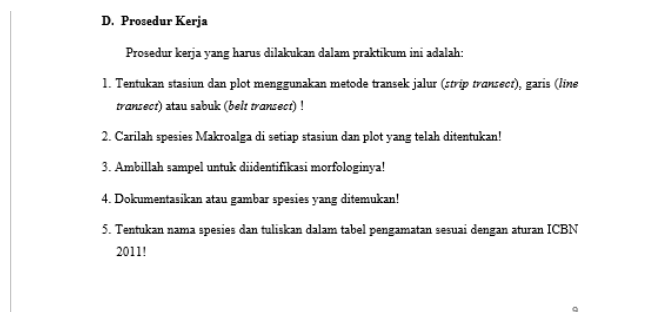 D. Prosedur Kerja
Prosedur kerja yang harus dilakukan dalam praktikum ini adalah:
1. Tentukan stasiun dan plot menggunakan metode transek jalur (strip transect), garis (line
transect) atau sabuk (belt transect) !
2. Carilah spesies Makroalga di setiap stasiun dan plot yang telah ditentukan!
3. Ambillah sampel untuk diidentifikasi morfologinya!
4. Dokumentasikan atau gambar spesies yang ditemukan!
5. Tentukan nama spesies dan tuliskan dalam tabel pengamatan sesuai dengan aturan ICBN
2011!